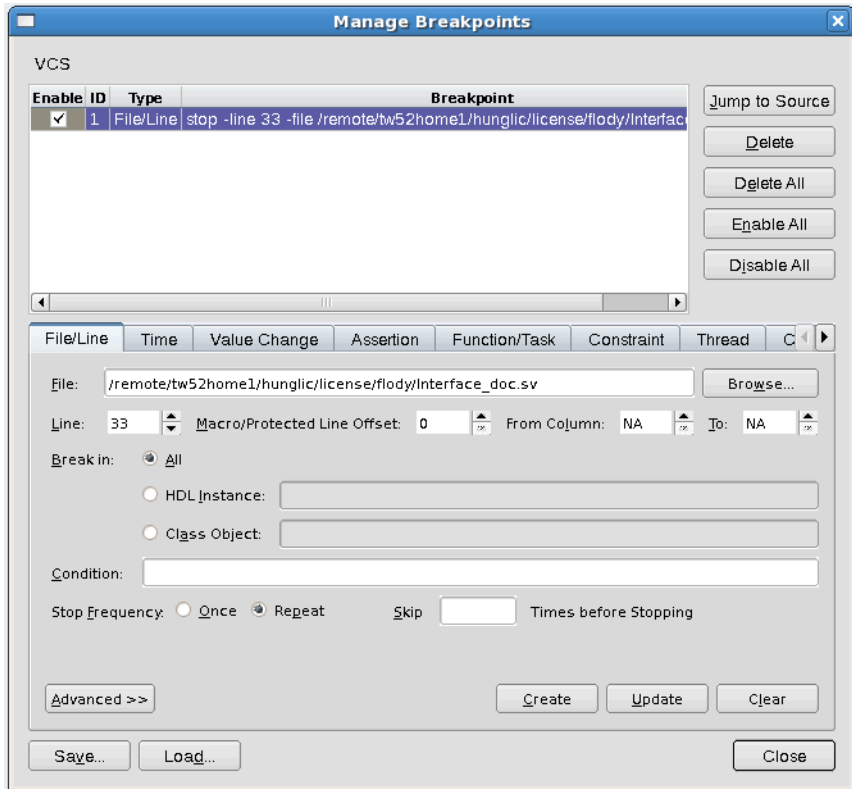 Manage Breakpoints
VCS
Enable ID Type Breakpoint
1 File/Line stop -line 33 -file /remote/tw52home1/hunglic/license/flody/Interfac
Jump to Source
Delete
Delete All
Enable All
Disable All
File/Line Time Value Change Assertion Function/Task Constraint Thread C
File: /remote/tw52home1/hunglic/license/flody/Interface_doc.sv Browse...
Line: 33 Macro/Protected Line Offset: 0 From Column: NA To: NA
Break in: All
HDL Instance:
Class Object:
Condition:
Stop Frequency: Once Repeat Skip Times before Stopping
Advanced >> Create Update Clear
Save... Load... Close